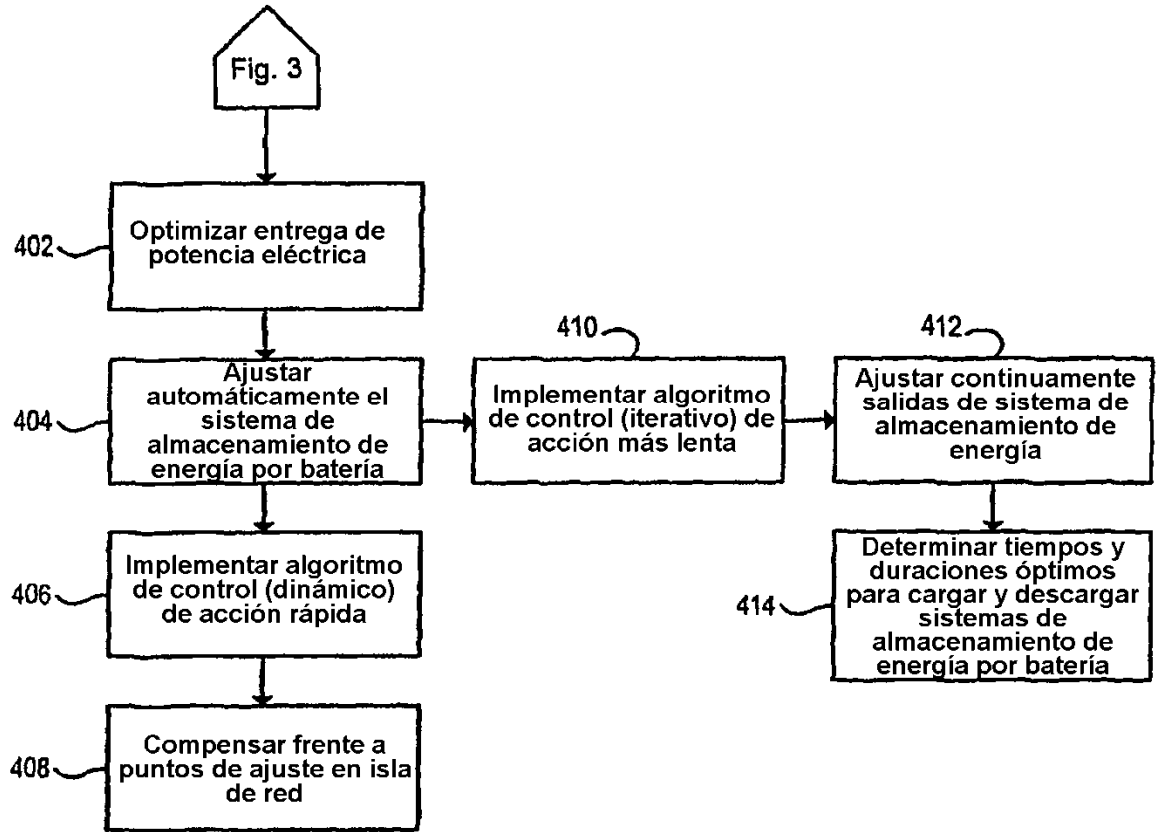 Fig. 3
402
Optimizar entrega de
potencia eléctrica
404
Ajustar
automáticamente el
sistema de
almacenamiento de
energía por batería
410
Implementar algoritmo
de control (iterativo) de
acción más lenta
412
Ajustar continuamente
salidas de sistema de
almacenamiento de
energía
406
Implementar algoritmo
de control (dinámico)
de acción rápida
414
Determinar tiempos y
duraciones óptimos
para cargar y descargar
sistemas de
almacenamiento de
energía por batería
408
Compensar frente a
puntos de ajuste en isla
de red